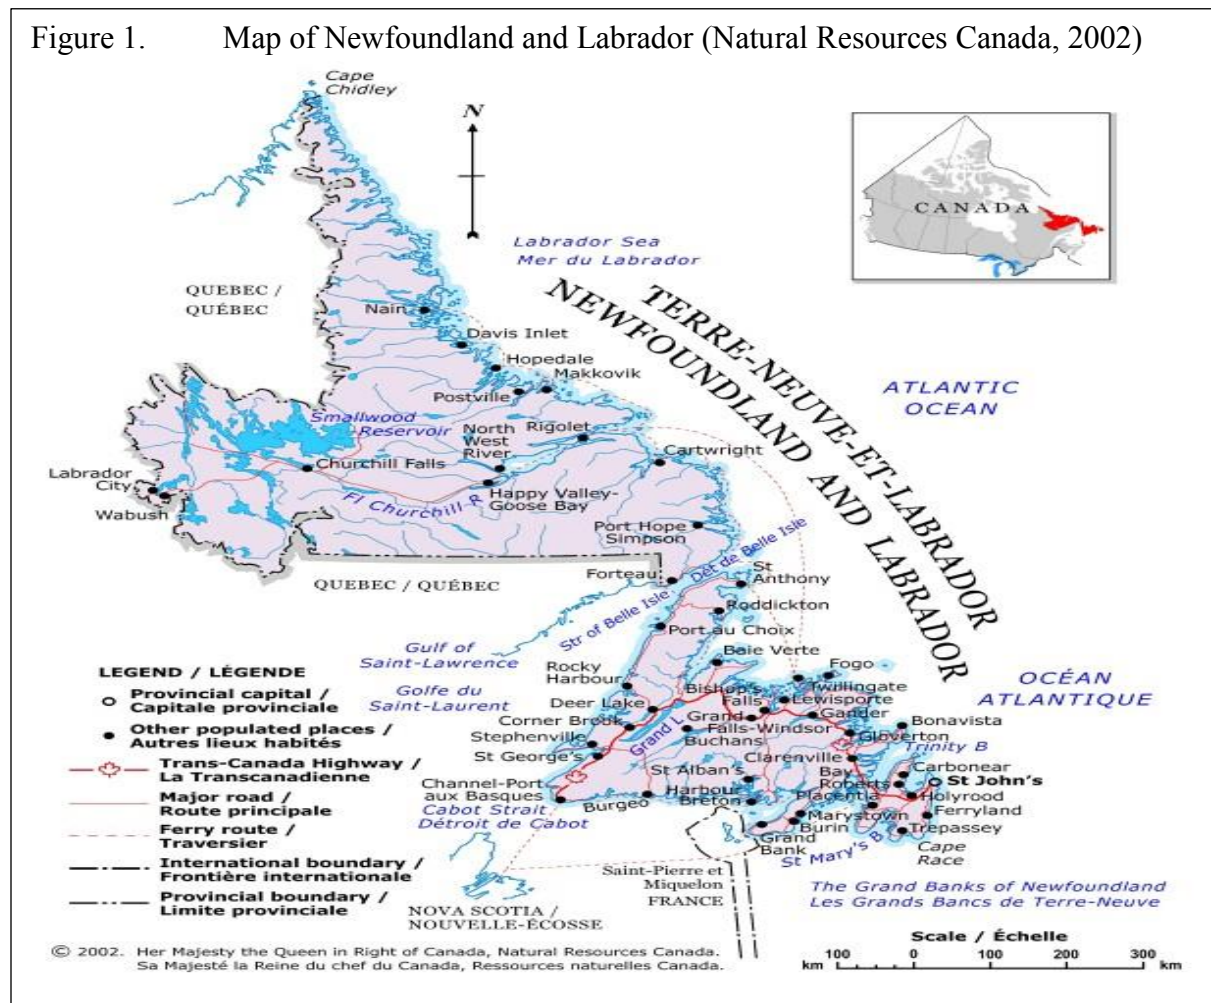 Figure 1. Map of Newfoundland and Labrador (Natural Resources Canada, 2002)
Cape
Chidley
N
CANADA
Labrador Sea
Mer du Labrador
QUEBEC /
QUÉBEC
TERRE-NEUVE-ET-LABRADOR
NEWFOUNDLAND AND LABRADOR
Nain
Davis Inlet
Hopedale
Makkovik
Postville
ATLANTIC
OCEAN
Smallwood
Reservoir
North
West
River
Rigolet
Cartwright
Churchill Falls
Labrador
City
Wabush
Fl Churchill R
Happy Valley-
Goose Bay
Port Hope
Simpson
QUEBEC / QUÉBEC
Forteau
Dét de Belle Isle
Str of Belle Isle
St
Anthony
Roddickton
Port au Choix
Gulf of
Saint-Lawrence
Golfe du
Saint-Laurent
Baie Verte
Rocky
Harbour
Fogo
Twillingate
Bishop's
Falls
Lewisporte
OCÉAN
ATLANTIQUE
Deer Lake
Grand
Falls-Windsor
Gander
Bonavista
Corner Brook
Grand L
Buchans
Gloverton
Stephenville
St George's
Trinity B
Clarenville
Carbonear
St Alban's
Bay
Roberts
St John's
Channel-Port
aux Basques
Burgeo
Harbour
Breton
Placentia
Holyrood
Cabot Strait
Détroit de Cabot
Marystown
Ferryland
Burin
Grand
Bank
St Mary's B
Trepassey
Cape
Race
Saint-Pierre et
Miquelon
FRANCE
NOVA SCOTIA /
NOUVELLE-ÉCOSSE
The Grand Banks of Newfoundland
Les Grands Bancs de Terre-Neuve
LEGEND / LÉGENDE
Provincial capital /
Capitale provinciale
Other populated places /
Autres lieux habités
Trans-Canada Highway /
La Transcanadienne
Major road /
Route principale
Ferry route /
Traversier
International boundary /
Frontière internationale
Provincial boundary /
Limite provinciale
Scale / Échelle
km 100 0 100 200 300 km
© 2002. Her Majesty the Queen in Right of Canada, Natural Resources Canada.
Sa Majesté la Reine du chef du Canada, Ressources naturelles Canada.